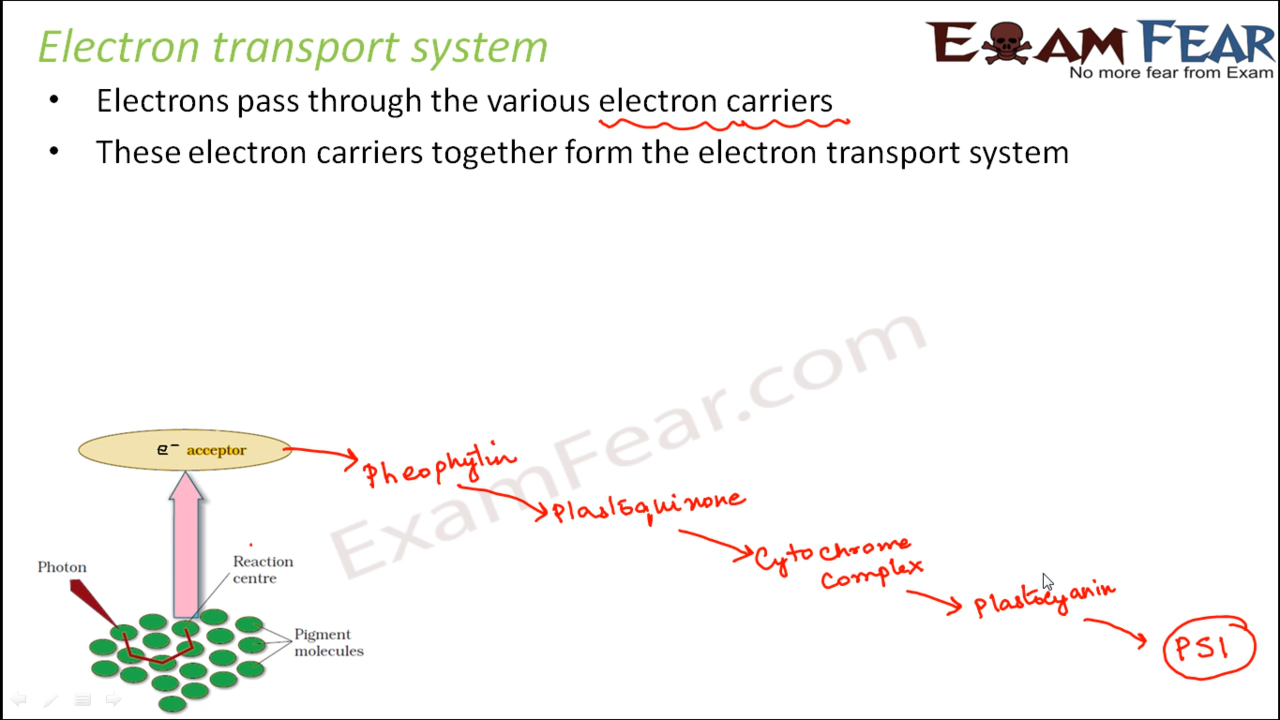 Electron transport system
EXAM FEAR
No more fear from Exam
• Electrons pass through the various electron carriers
• These electron carriers together form the electron transport system
ExamFear.com
e⁻ acceptor
Pheophytin
Plastoquinone
Cytochrome
Complex
Plastocyanin
PS1
Photon
Reaction
centre
Pigment
molecules